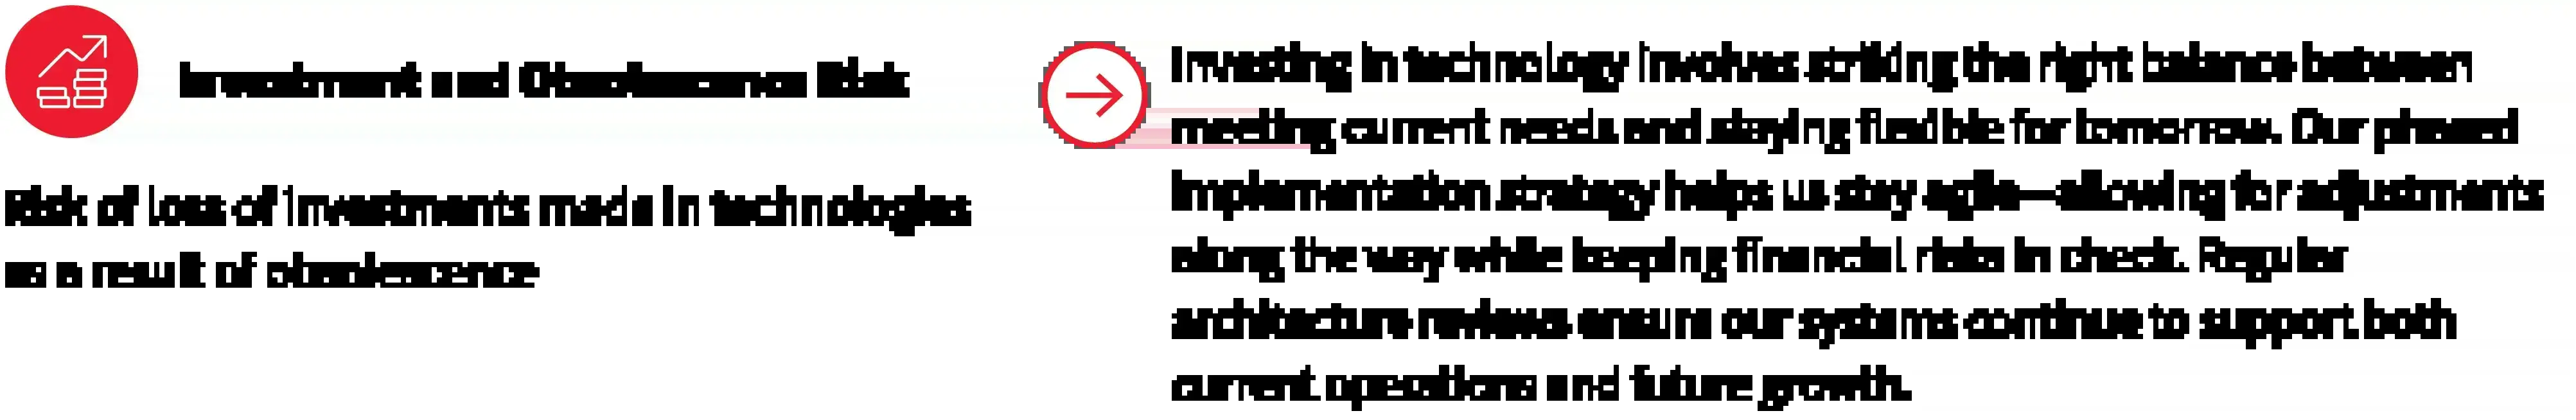 Investment and Obsolescence Risk
Risk of loss of investments made in technologies
as a result of obsolescence
Investing in technology involves striking the right balance between
meeting current needs and staying flexible for tomorrow. Our phased
implementation strategy helps us stay agile—allowing for adjustments
along the way while keeping financial risks in check. Regular
architecture reviews ensure our systems continue to support both
current operations and future growth.